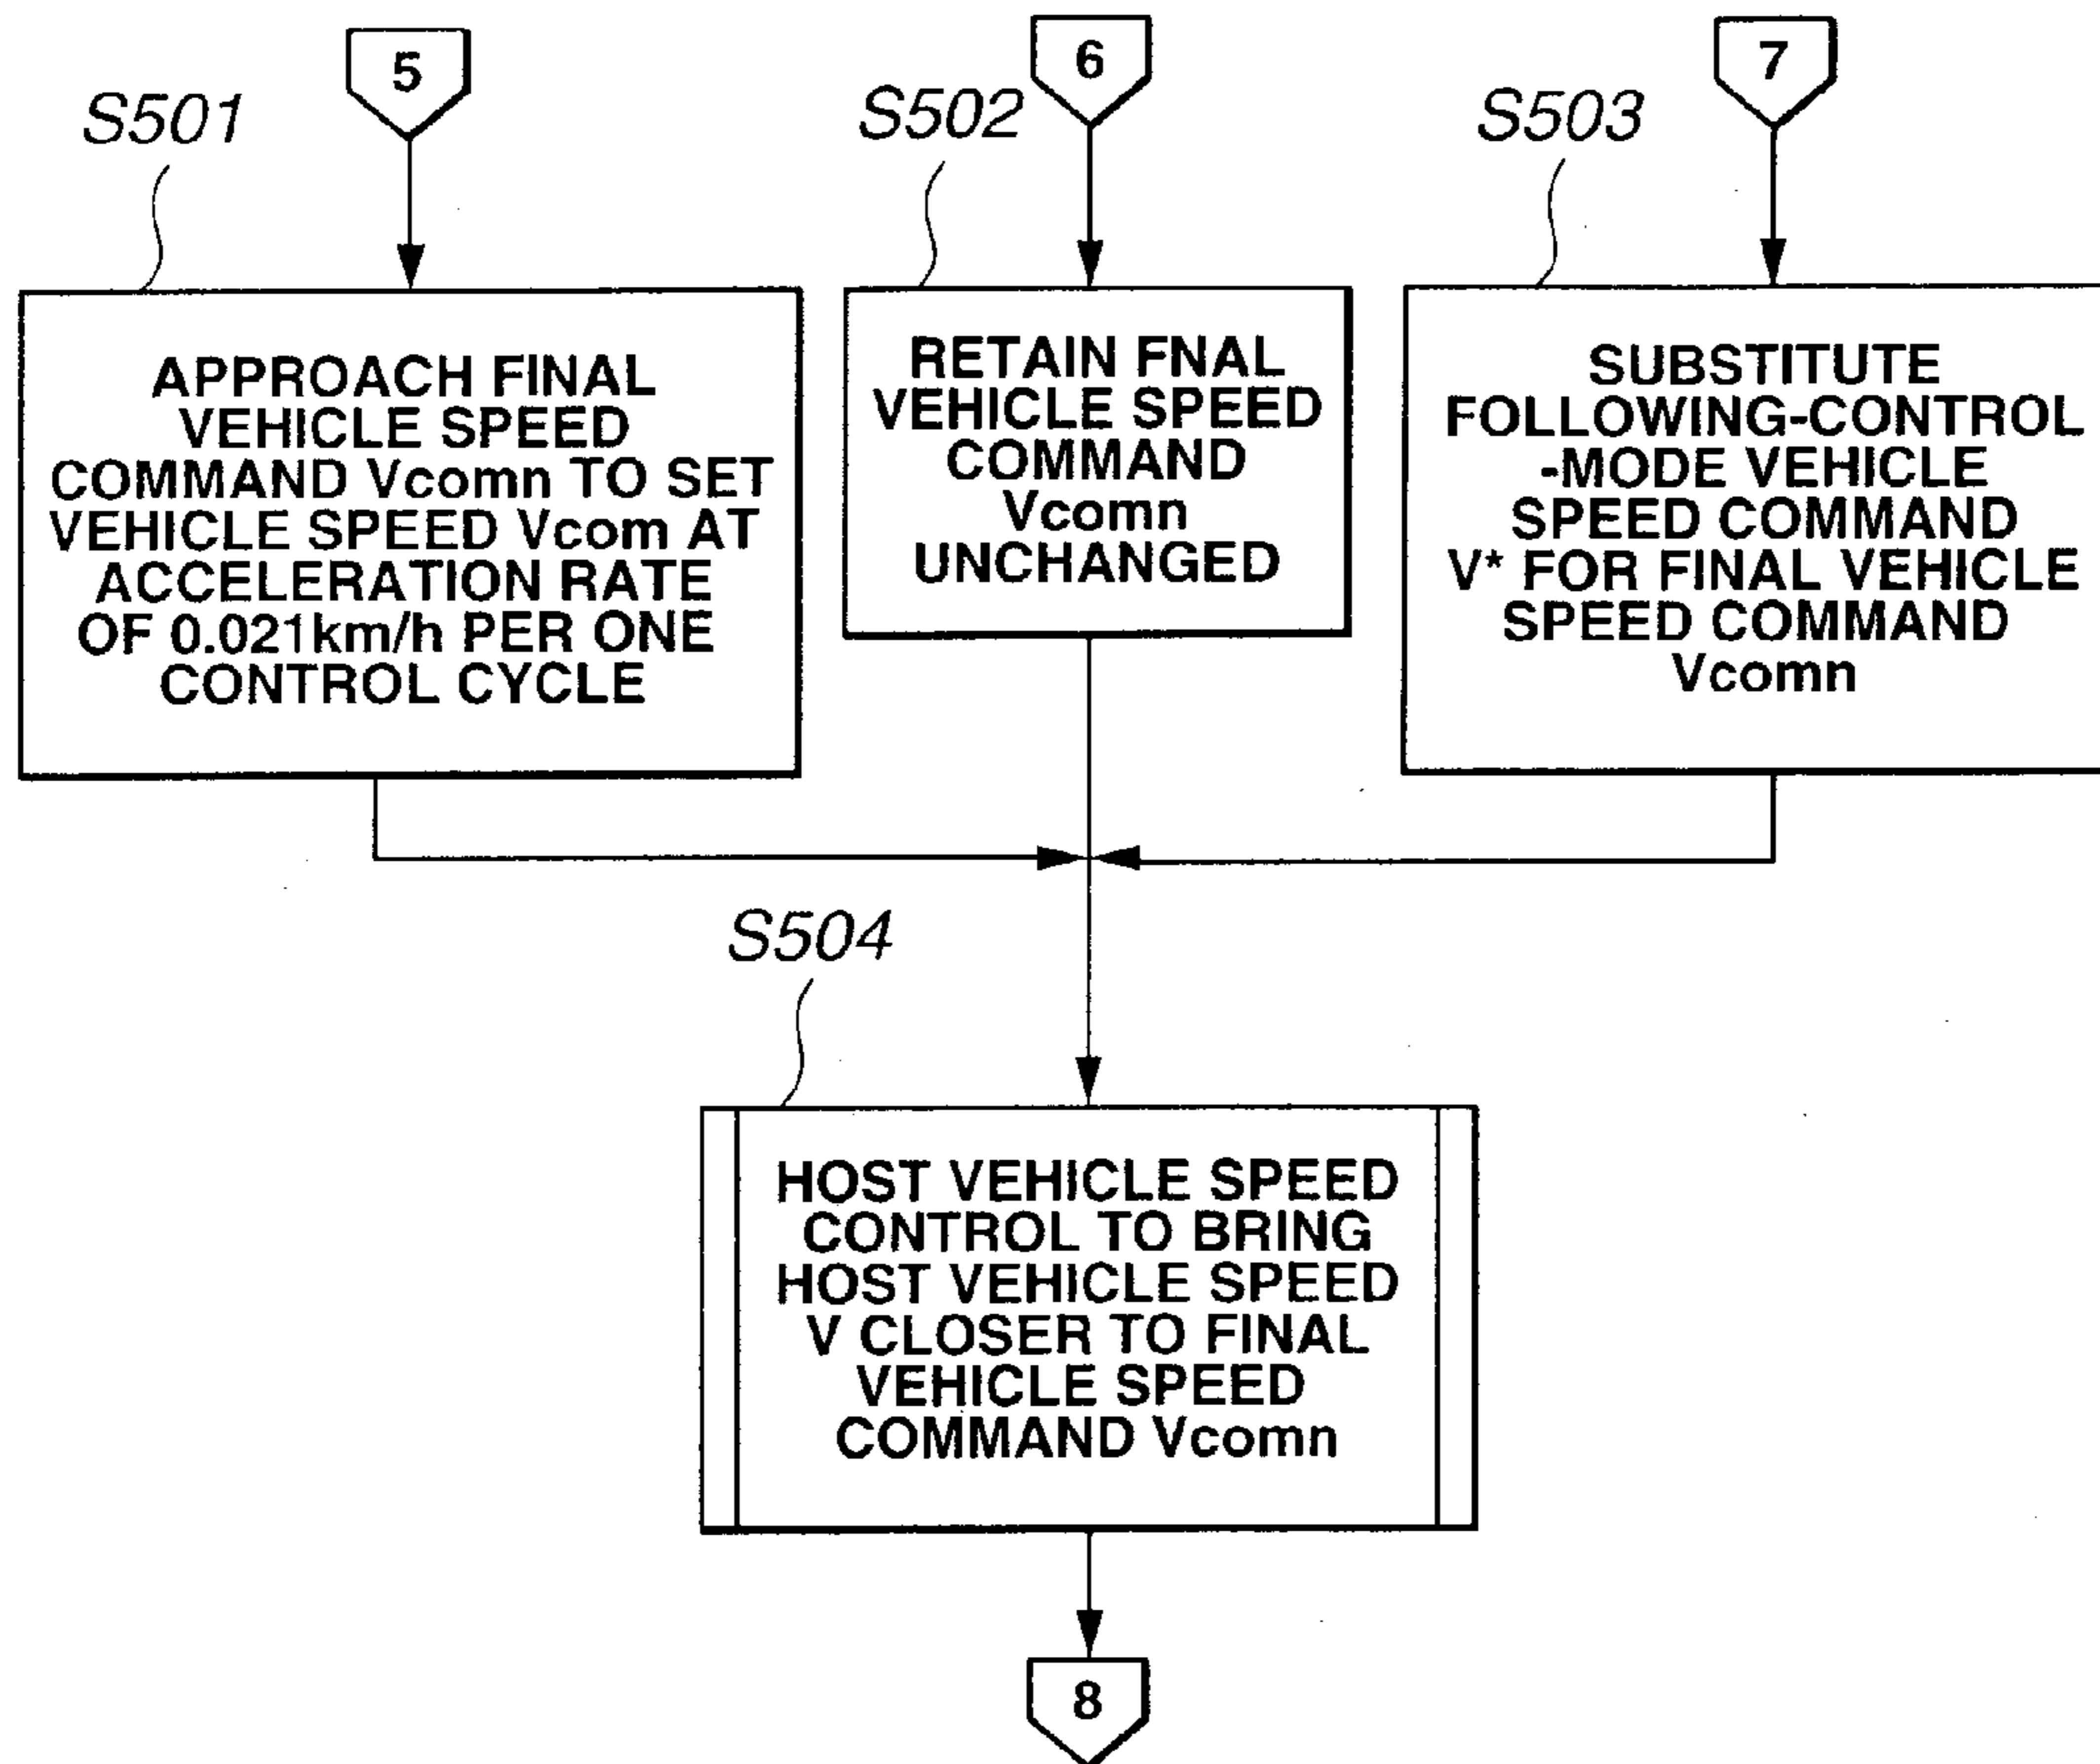 5
6
7
S501
S502
S503
APPROACH FINAL
VEHICLE SPEED
COMMAND Vcomn TO SET
VEHICLE SPEED Vcom AT
ACCELERATION RATE
OF 0.021km/h PER ONE
CONTROL CYCLE
RETAIN FNAL
VEHICLE SPEED
COMMAND
Vcomn
UNCHANGED
SUBSTITUTE
FOLLOWING-CONTROL
-MODE VEHICLE
SPEED COMMAND
V* FOR FINAL VEHICLE
SPEED COMMAND
Vcomn
S504
HOST VEHICLE SPEED
CONTROL TO BRING
HOST VEHICLE SPEED
V CLOSER TO FINAL
VEHICLE SPEED
COMMAND Vcomn
8